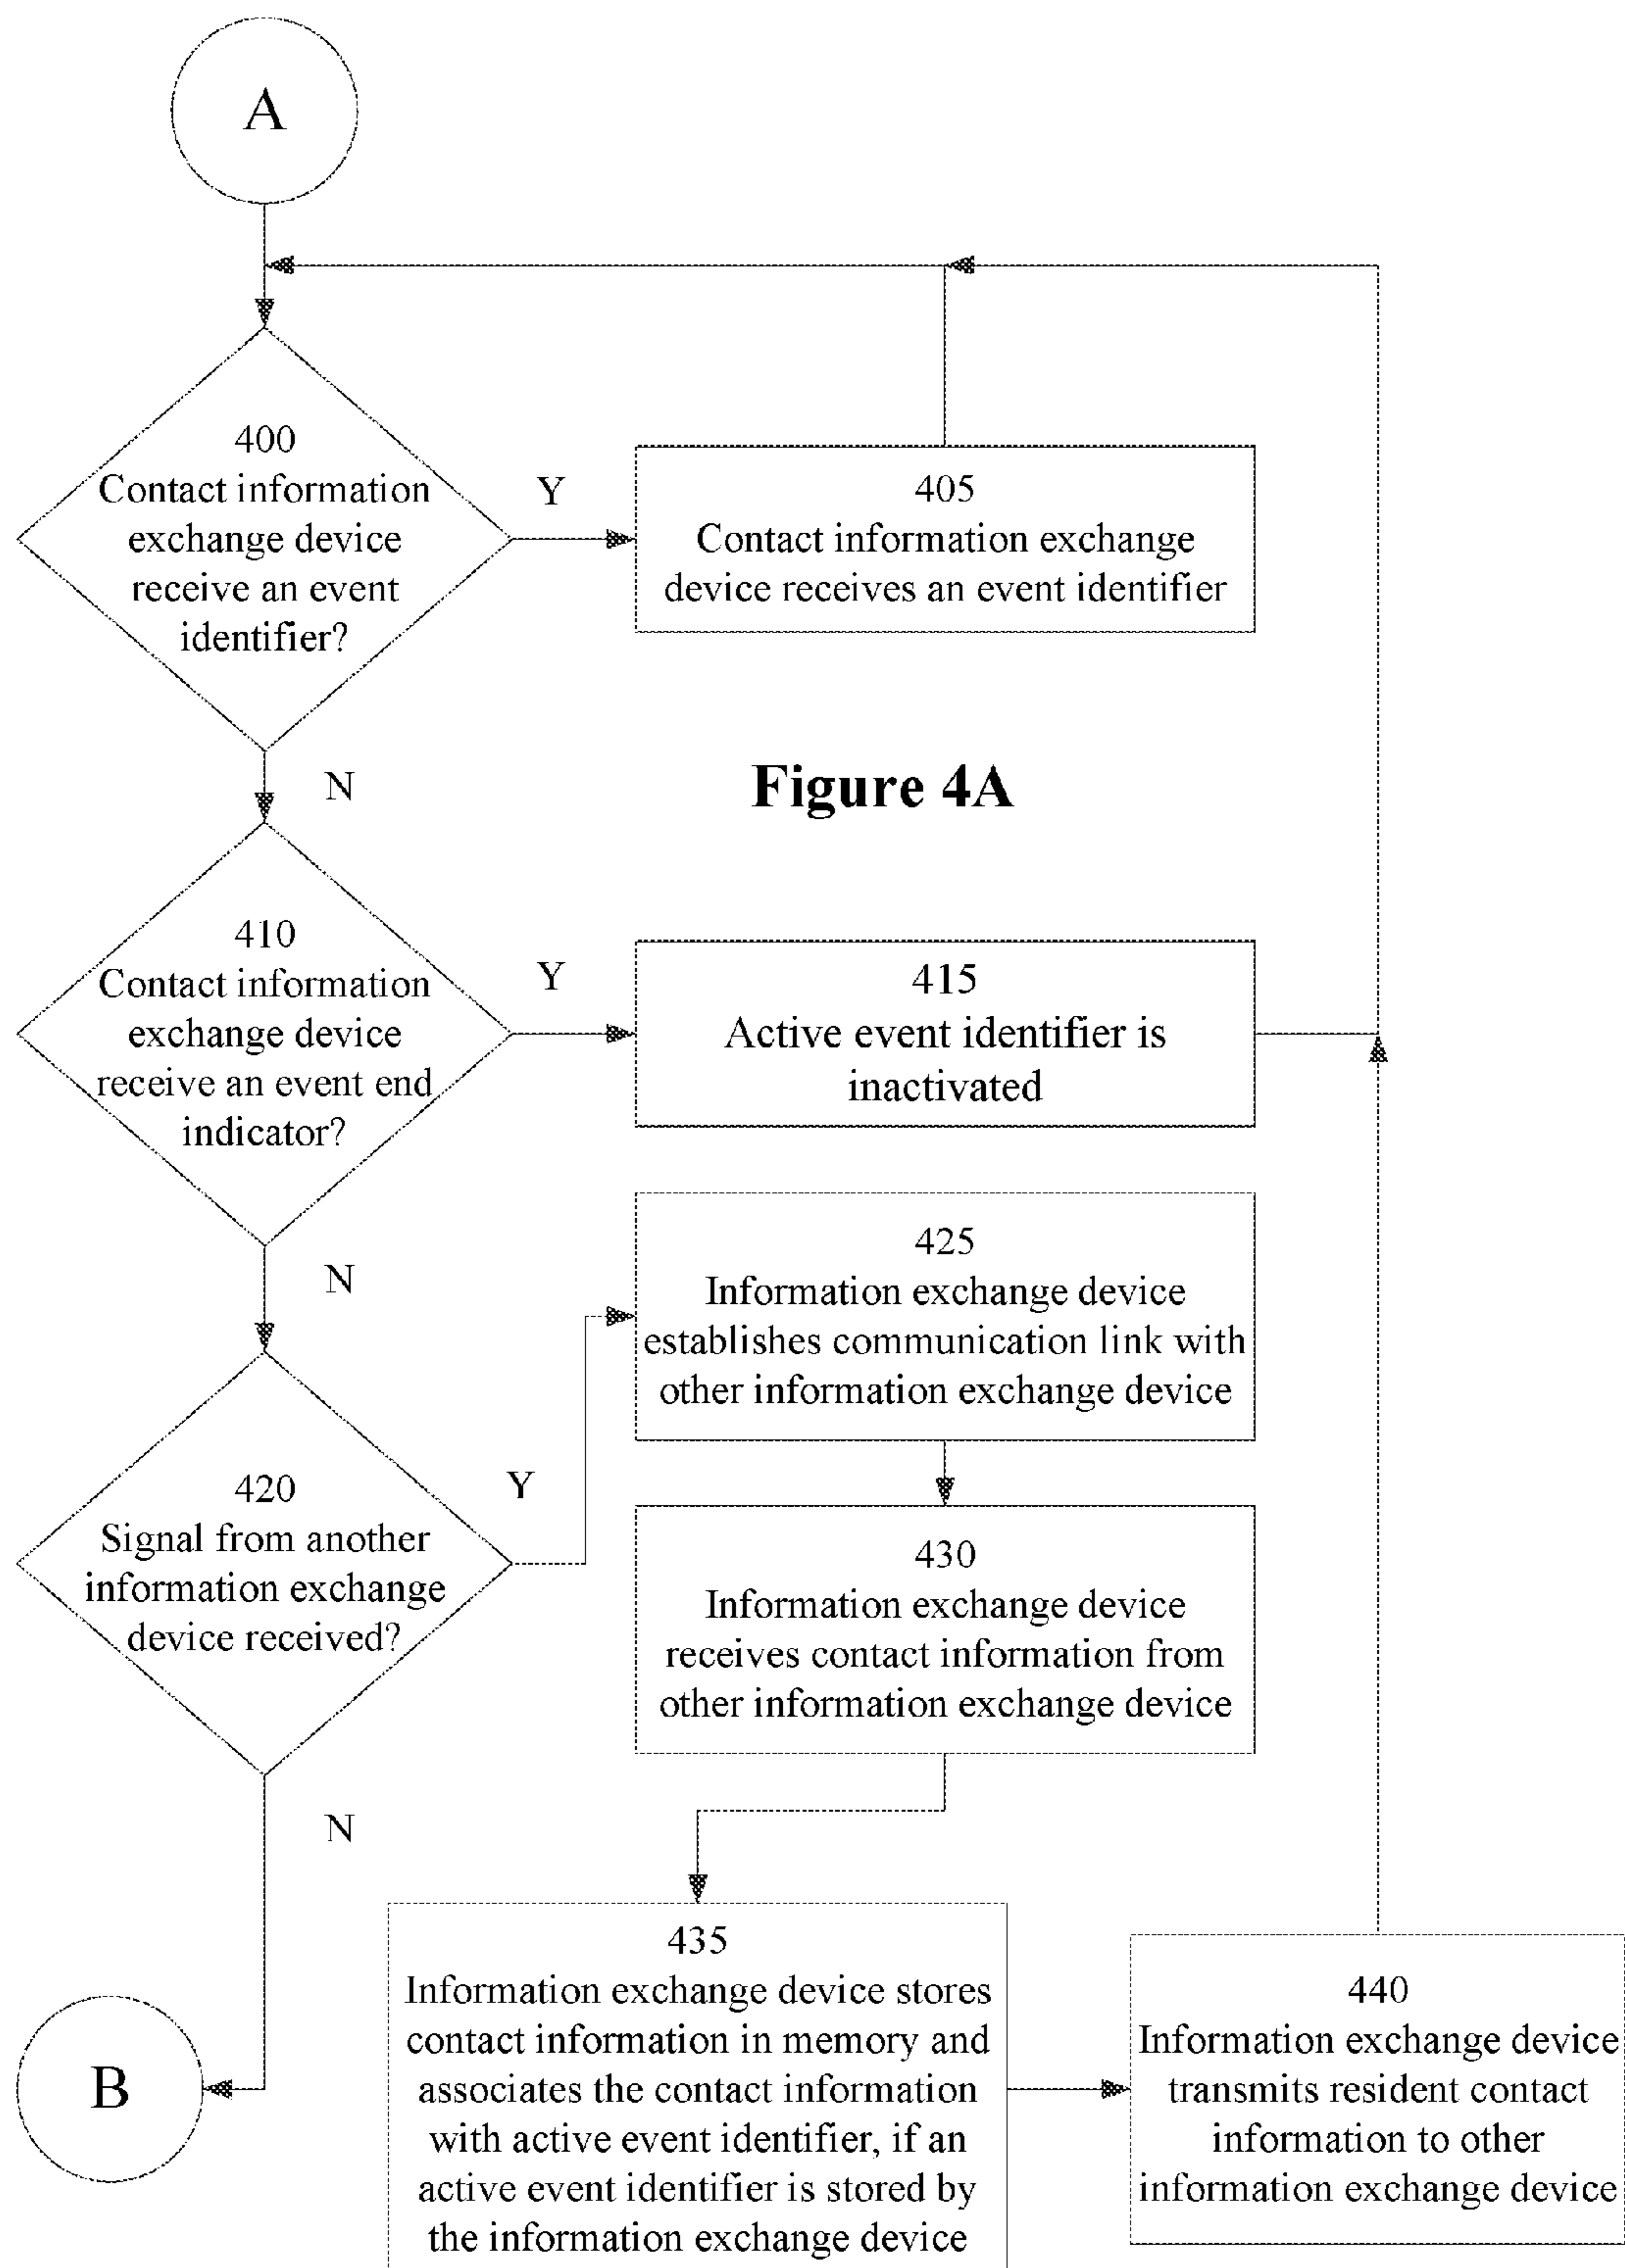 A
400
Contact information
exchange device
receive an event
identifier?
Y
405
Contact information exchange
device receives an event identifier
N
Figure 4A
410
Contact information
exchange device
receive an event end
indicator?
Y
415
Active event identifier is
inactivated
N
420
Signal from another
information exchange
device received?
Y
425
Information exchange device
establishes communication link with
other information exchange device
430
Information exchange device
receives contact information from
other information exchange device
N
B
435
Information exchange device stores
contact information in memory and
associates the contact information
with active event identifier, if an
active event identifier is stored by
the information exchange device
440
Information exchange device
transmits resident contact
information to other
information exchange device